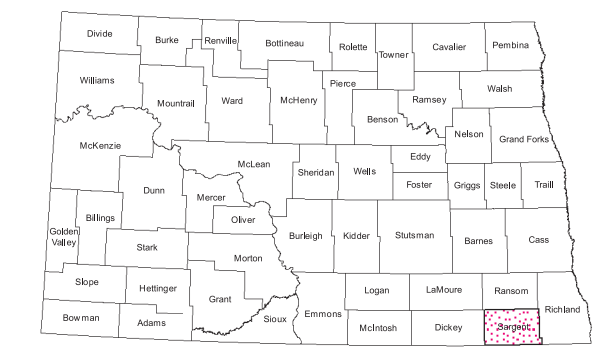 Divide
Burke
Renville
Bottineau
Rolette
Towner
Cavalier
Pembina
Williams
Mountrail
Ward
McHenry
Pierce
Benson
Ramsey
Walsh
McKenzie
Nelson
Grand Forks
McLean
Sheridan
Wells
Eddy
Foster
Griggs
Steele
Traill
Dunn
Mercer
Oliver
Golden
Valley
Billings
Stark
Morton
Burleigh
Kidder
Stutsman
Barnes
Cass
Slope
Hettinger
Grant
Sioux
Emmons
Logan
LaMoure
Ransom
Richland
Bowman
Adams
McIntosh
Dickey
Sargent